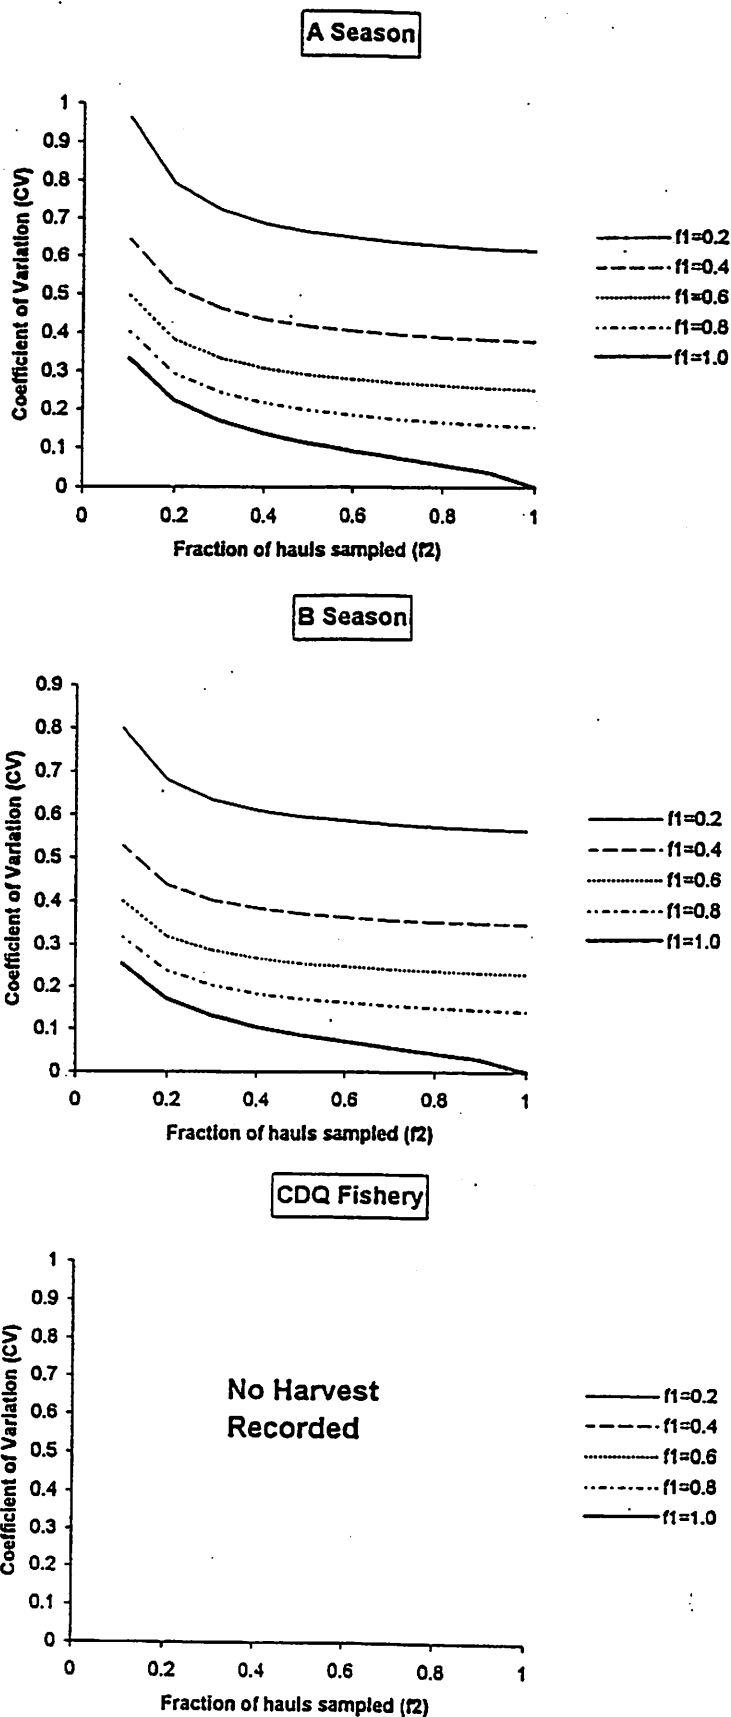 A Season
Coefficient of Variation (CV)
1
0.9
0.8
0.7
0.6
0.5
0.4
0.3
0.2
0.1
0
0 0.2 0.4 0.6 0.8 1
Fraction of hauls sampled (f2)
f1=0.2
f1=0.4
f1=0.6
f1=0.8
f1=1.0
B Season
Coefficient of Variation (CV)
0.9
0.8
0.7
0.6
0.5
0.4
0.3
0.2
0.1
0
0 0.2 0.4 0.6 0.8 1
Fraction of hauls sampled (f2)
f1=0.2
f1=0.4
f1=0.6
f1=0.8
f1=1.0
CDQ Fishery
Coefficient of Variation (CV)
1
0.9
0.8
0.7
0.6
0.5
0.4
0.3
0.2
0.1
0
No Harvest
Recorded
0 0.2 0.4 0.6 0.8 1
Fraction of hauls sampled (f2)
f1=0.2
f1=0.4
f1=0.6
f1=0.8
f1=1.0